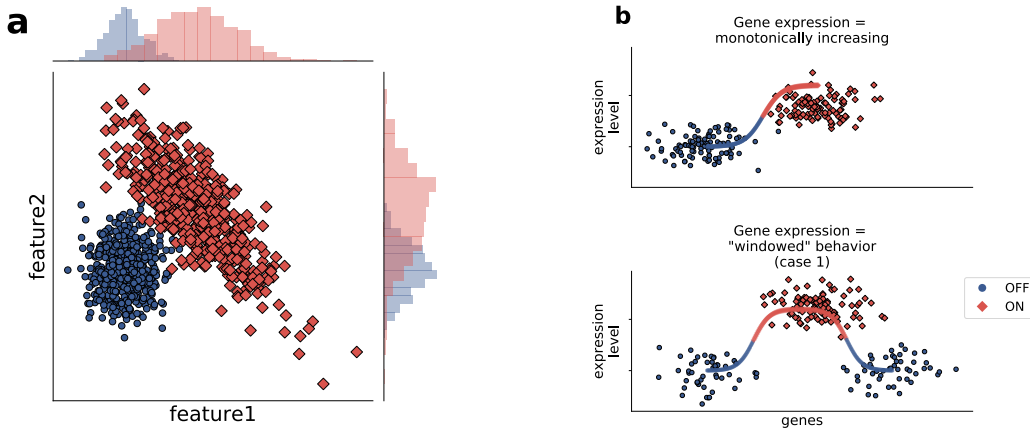 a
feature2
feature1
b
Gene expression =
monotonically increasing
expression
level
Gene expression =
"windowed" behavior
(case 1)
expression
level
genes
OFF
ON